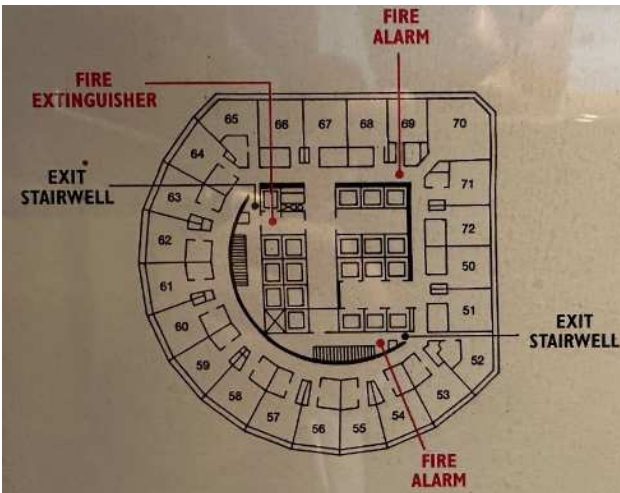 FIRE
ALARM
FIRE
EXTINGUISHER
65
66
67
68
69
70
64
71
EXIT
STAIRWELL
63
72
62
50
61
51
60
EXIT
STAIRWELL
59
52
58
53
57
54
56
55
FIRE
ALARM